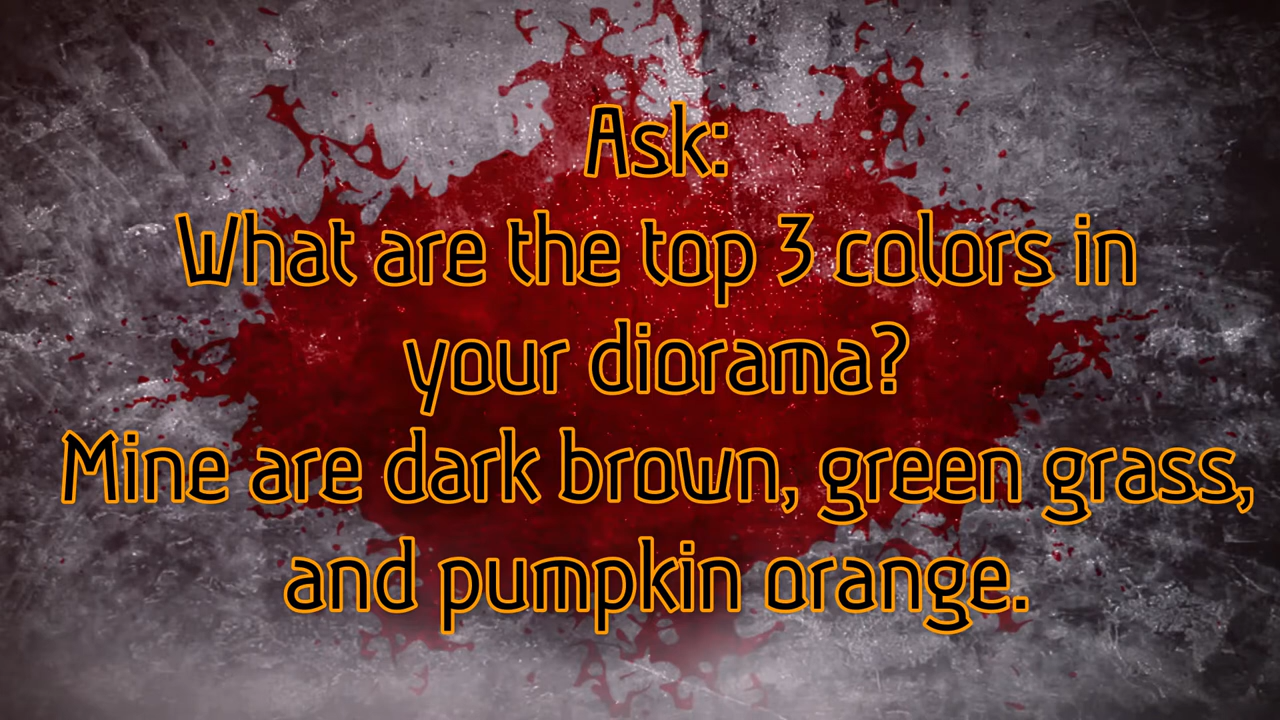 Ask:
What are the top 3 colors in
your diorama?
Mine are dark brown, green grass,
and pumpkin orange.